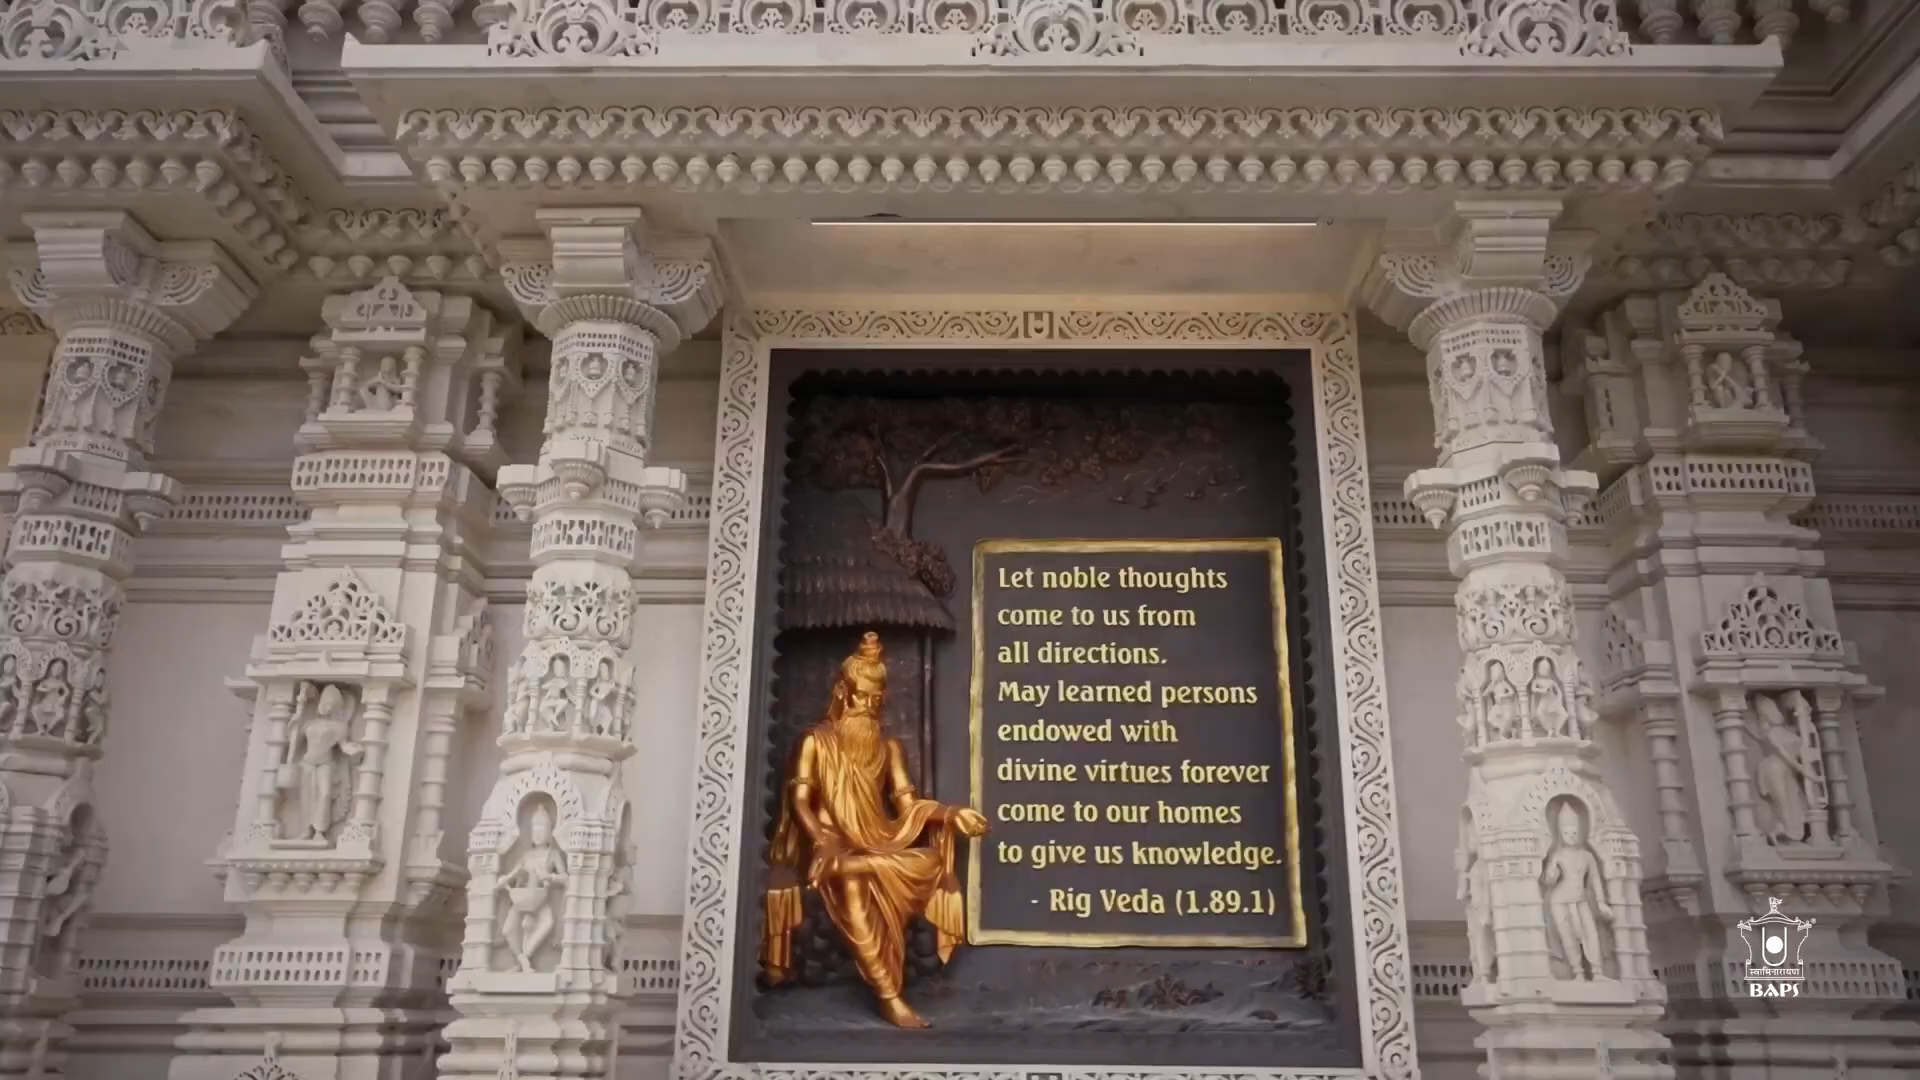 Let noble thoughts
come to us from
all directions.
May learned persons
endowed with
divine virtues forever
come to our homes
to give us knowledge.
- Rig Veda (1.89.1)
स्वामिनारायण
BAPS